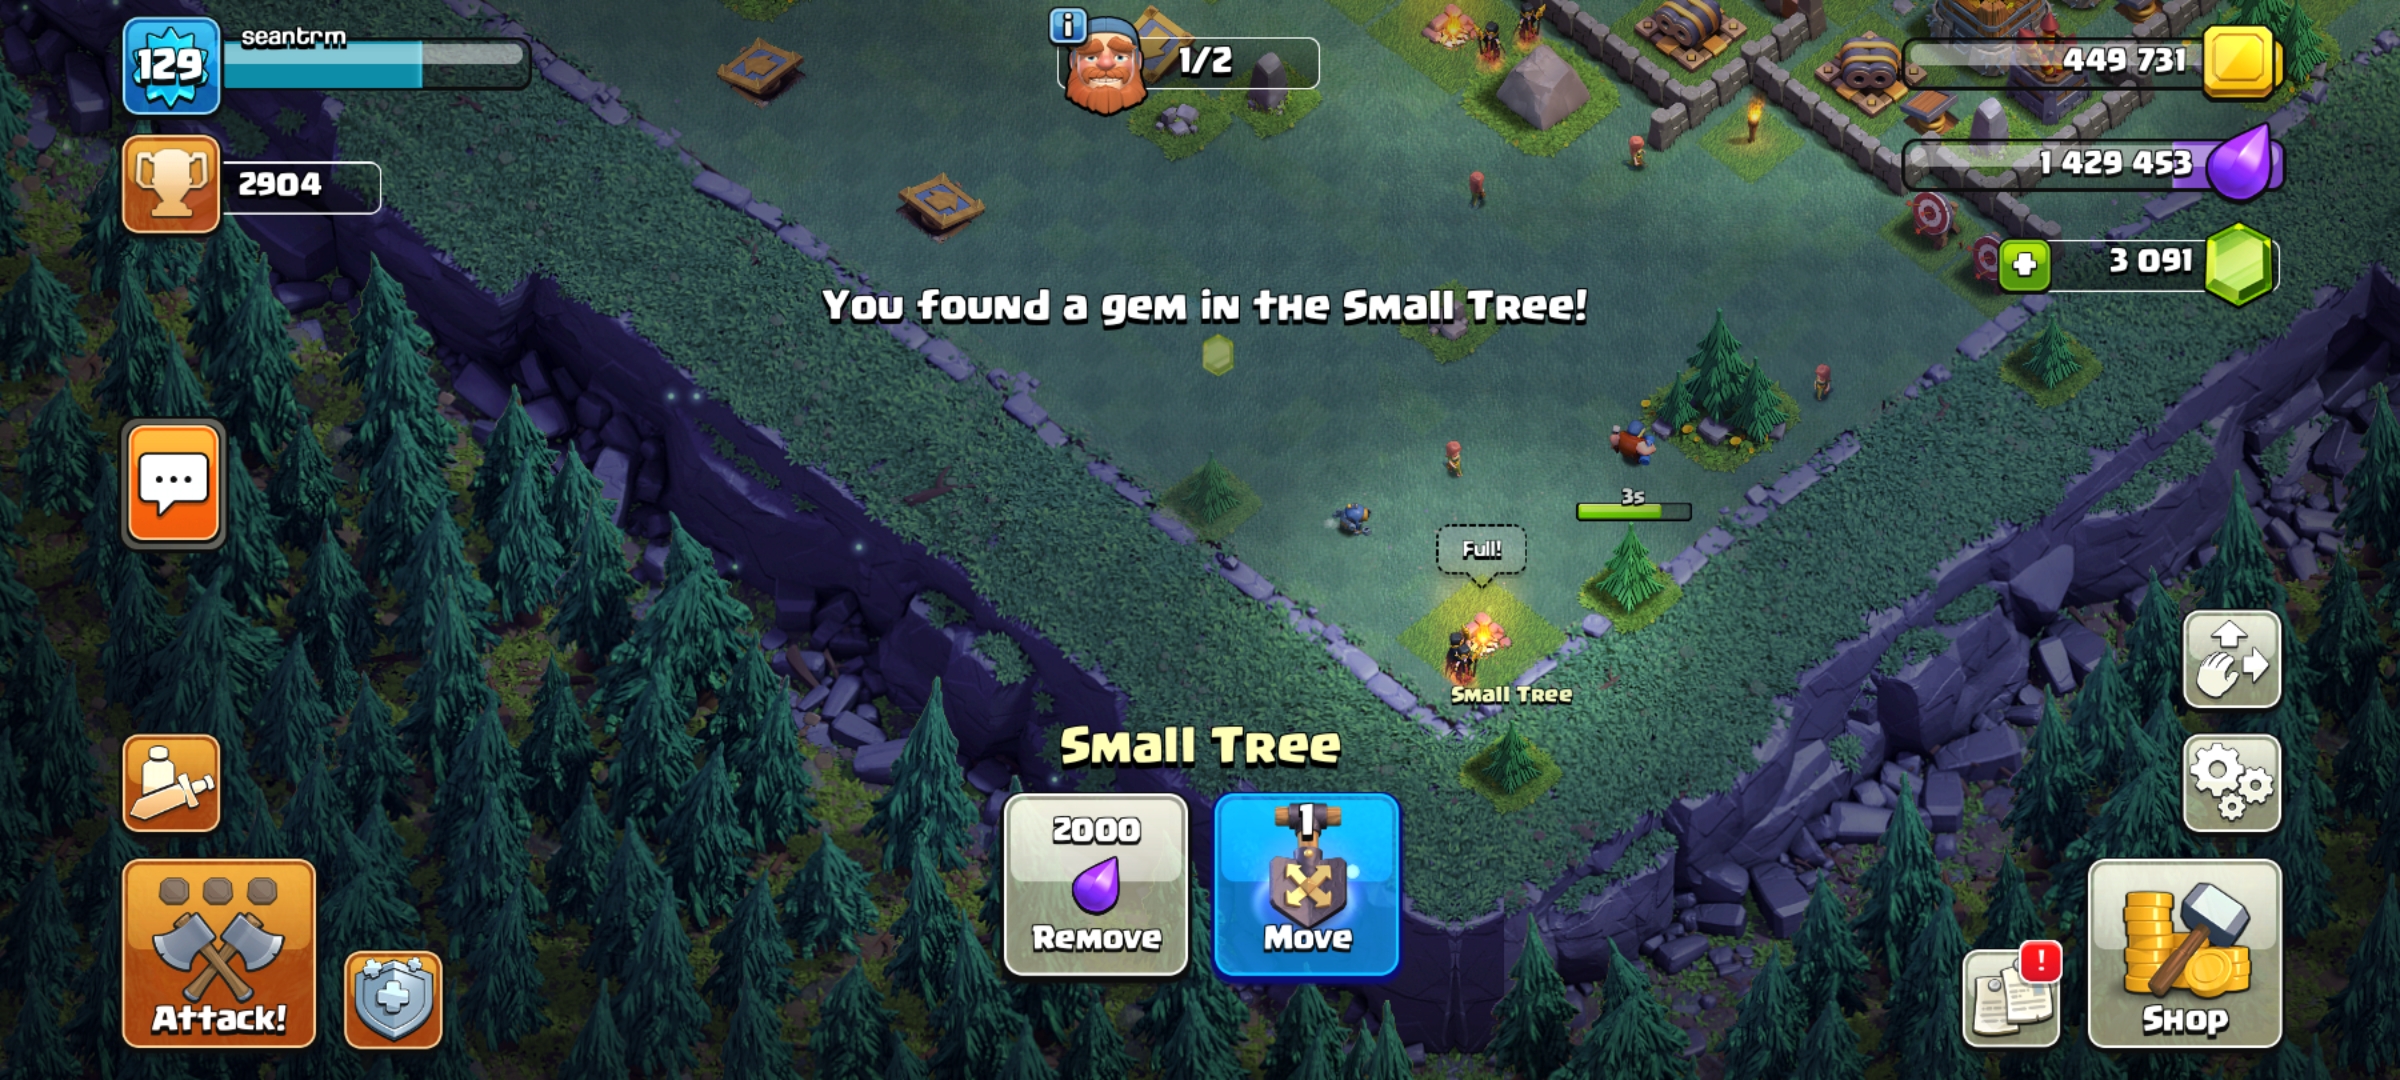 129
seantrm
i
1/2
449 731
2904
1 429 453
3 091
You found a gem in the Small Tree!
3s
Full!
Small Tree
Small Tree
2000
Remove
1
Move
Attack!
!
Shop